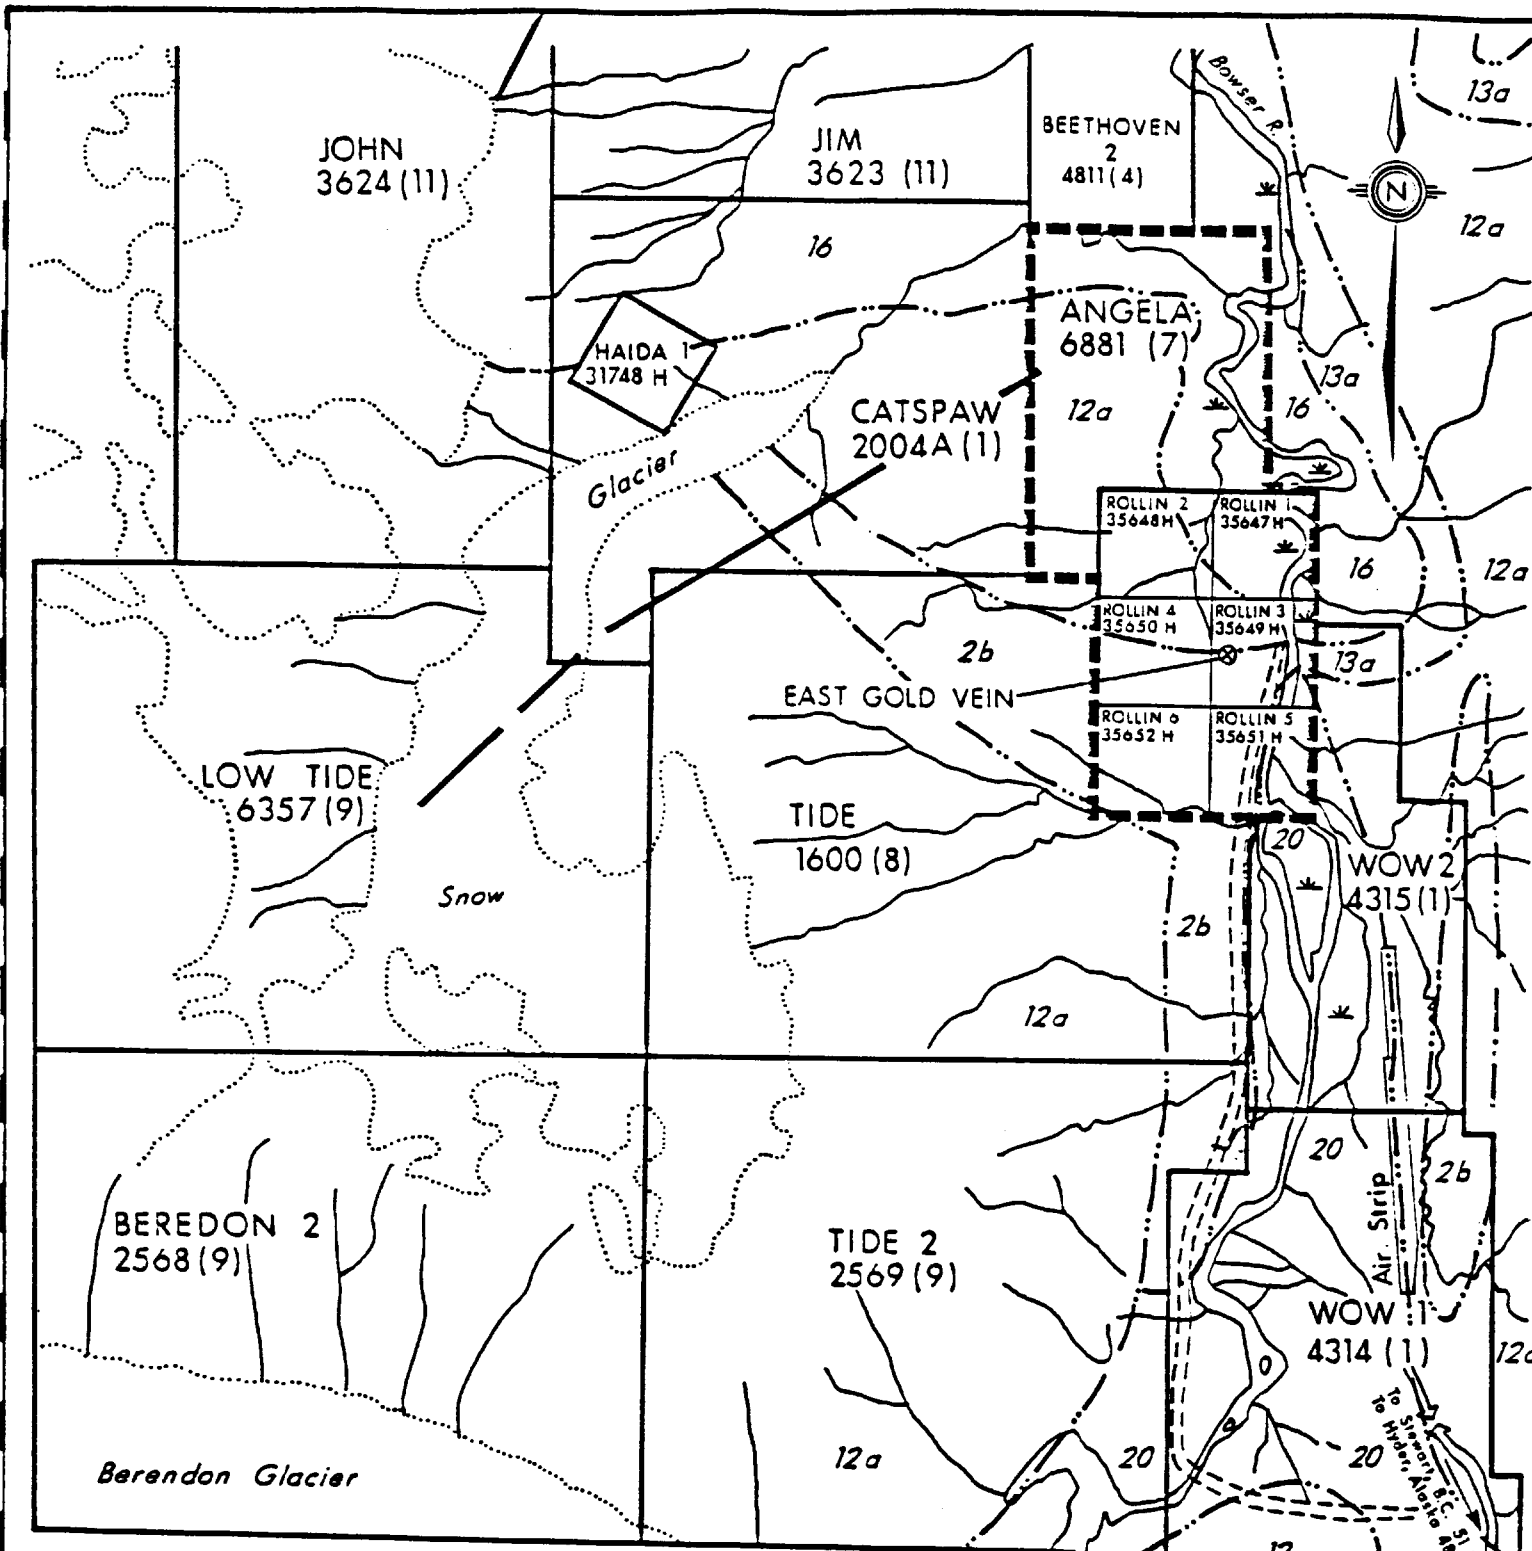 Bowser R.
13a
JOHN
3624 (11)
JIM
3623 (11)
BEETHOVEN
2
4811(4)
N
12a
16
ANGELA
6881 (7)
HAIDA 1
31748 H
13a
16
12a
CATSPAW
2004A (1)
Glacier
ROLLIN 2
35648H
ROLLIN 1
35647H
16
12a
ROLLIN 4
35650 H
ROLLIN 3
35649H
2b
13a
EAST GOLD VEIN
ROLLIN 6
35652 H
ROLLIN 5
35651 H
LOW TIDE
6357(9)
TIDE
1600 (8)
20
WOW 2
4315(1)
Snow
2b
12a
20
2b
Air Strip
BEREDON 2
2568(9)
TIDE 2
2569(9)
WOW 1
4314 (1)
To Stewart, B.C. 51
To Hyder, Alaska
12a
20
20
Berendon Glacier